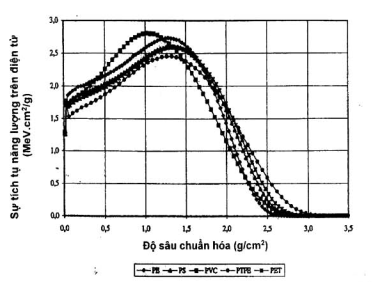 Sự tích tụ năng lượng trên điện tử
(MeV.cm²/g)
3,0
2,5
2,0
1,5
1,0
0,5
0,0
0,0 0,5 1,0 1,5 2,0 2,5 3,0 3,5
Độ sâu chuẩn hóa (g/cm²)
PE PS PVC PTFE PET